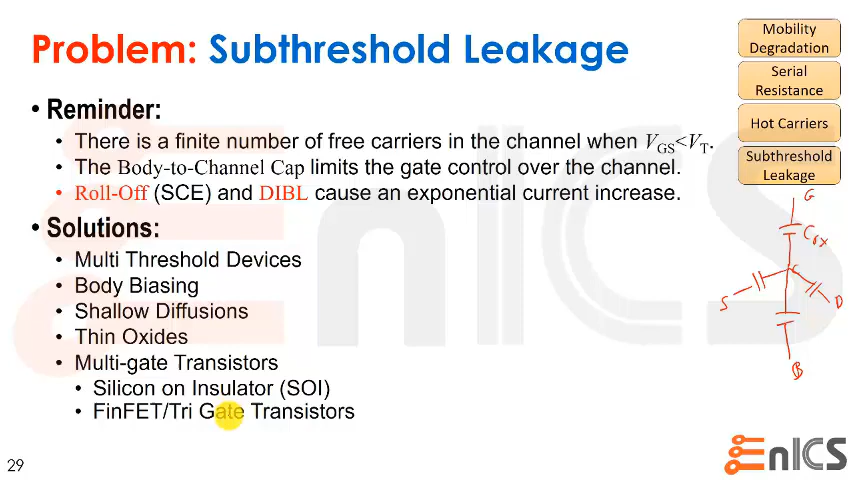 Problem: Subthreshold Leakage
Mobility
Degradation
Serial
Resistance
Hot Carriers
Subthreshold
Leakage
• Reminder:
• There is a finite number of free carriers in the channel when VGS<VT.
• The Body-to-Channel Cap limits the gate control over the channel.
• Roll-Off (SCE) and DIBL cause an exponential current increase.
• Solutions:
• Multi Threshold Devices
• Body Biasing
• Shallow Diffusions
• Thin Oxides
• Multi-gate Transistors
• Silicon on Insulator (SOI)
• FinFET/Tri Gate Transistors
G
Cox
C
S
D
B
29
EnICS
EnICS